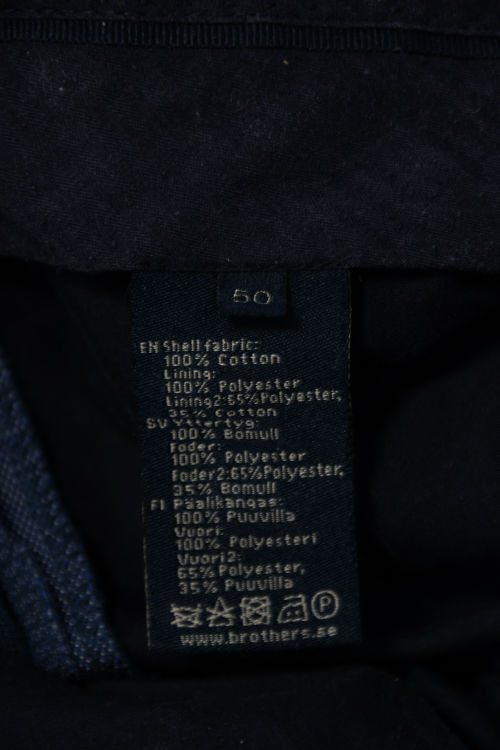 50
EN Shell fabric:
100% Cotton
Lining:
100% Polyester
Lining2:65%Polyester,
35% Cotton
SV Yttertyg:
100% Bomull
Foder:
100% Polyester
Foder2:65%Polyester,
35% Bomull
FI Päälikangas:
100% Puuvilla
Vuori:
100% Polyesteri
Vuori2:
65% Polyester,
35% Puuvilla
P
www.brothers.se